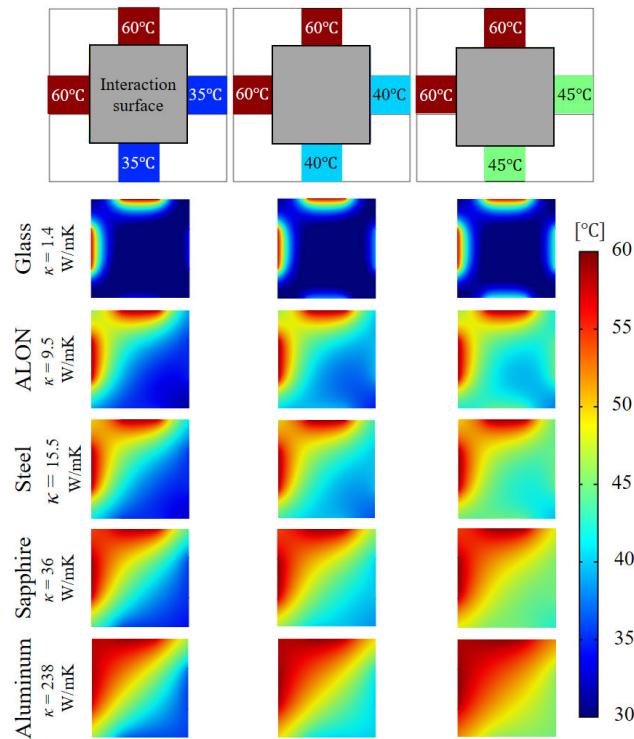 60°C
60°C
60°C
60°C
Interaction
surface
35°C
60°C
40°C
60°C
45°C
35°C
40°C
45°C
Glass
κ = 1.4
W/mK
[°C]
60
55
50
45
40
35
30
ALON
κ = 9.5
W/mK
Steel
κ = 15.5
W/mK
Sapphire
κ = 36
W/mK
Aluminum
κ = 238
W/mK